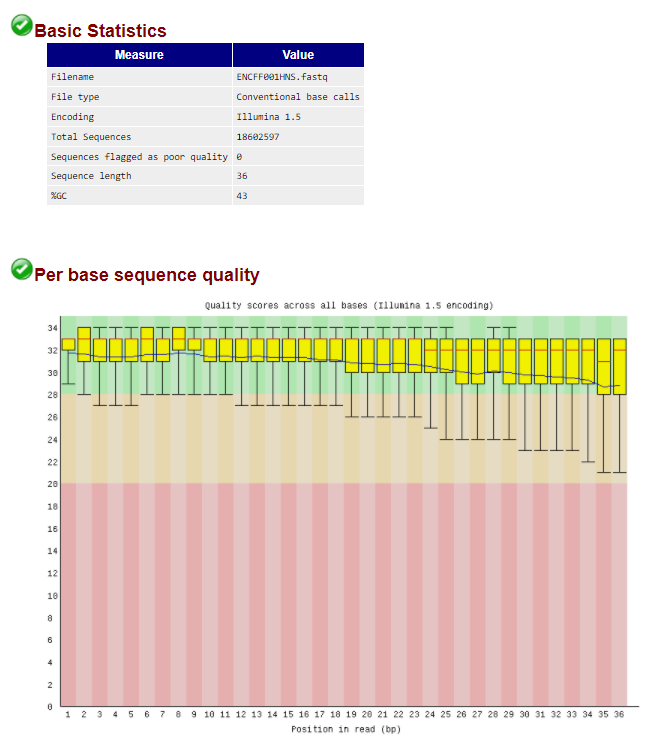 Basic Statistics
Measure Value
Filename ENCFF001HNS.fastq
File type Conventional base calls
Encoding Illumina 1.5
Total Sequences 18602597
Sequences flagged as poor quality 0
Sequence length 36
%GC 43
Per base sequence quality
Quality scores across all bases (Illumina 1.5 encoding)
34
32
30
28
26
24
22
20
18
16
14
12
10
8
6
4
2
0
1 2 3 4 5 6 7 8 9 10 11 12 13 14 15 16 17 18 19 20 21 22 23 24 25 26 27 28 29 30 31 32 33 34 35 36
Position in read (bp)